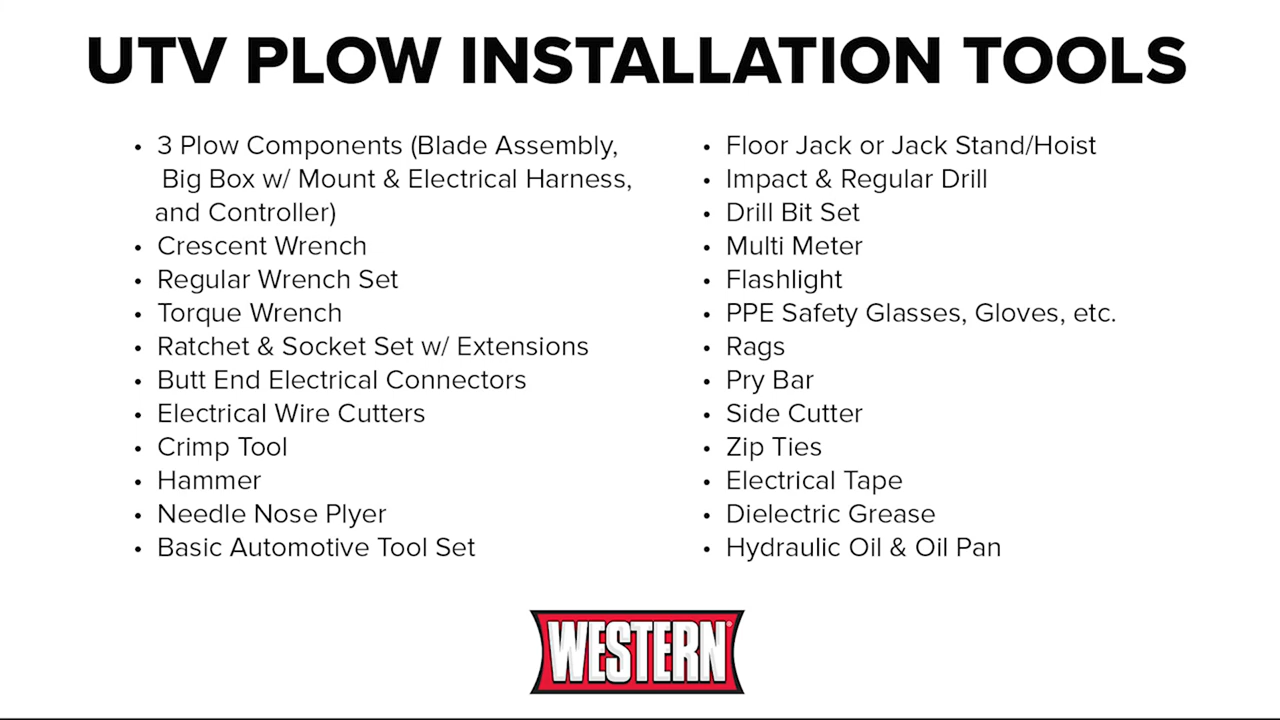 UTV PLOW INSTALLATION TOOLS
• 3 Plow Components (Blade Assembly,
Big Box w/ Mount & Electrical Harness,
and Controller)
• Crescent Wrench
• Regular Wrench Set
• Torque Wrench
• Ratchet & Socket Set w/ Extensions
• Butt End Electrical Connectors
• Electrical Wire Cutters
• Crimp Tool
• Hammer
• Needle Nose Plyer
• Basic Automotive Tool Set
• Floor Jack or Jack Stand/Hoist
• Impact & Regular Drill
• Drill Bit Set
• Multi Meter
• Flashlight
• PPE Safety Glasses, Gloves, etc.
• Rags
• Pry Bar
• Side Cutter
• Zip Ties
• Electrical Tape
• Dielectric Grease
• Hydraulic Oil & Oil Pan
WESTERN®